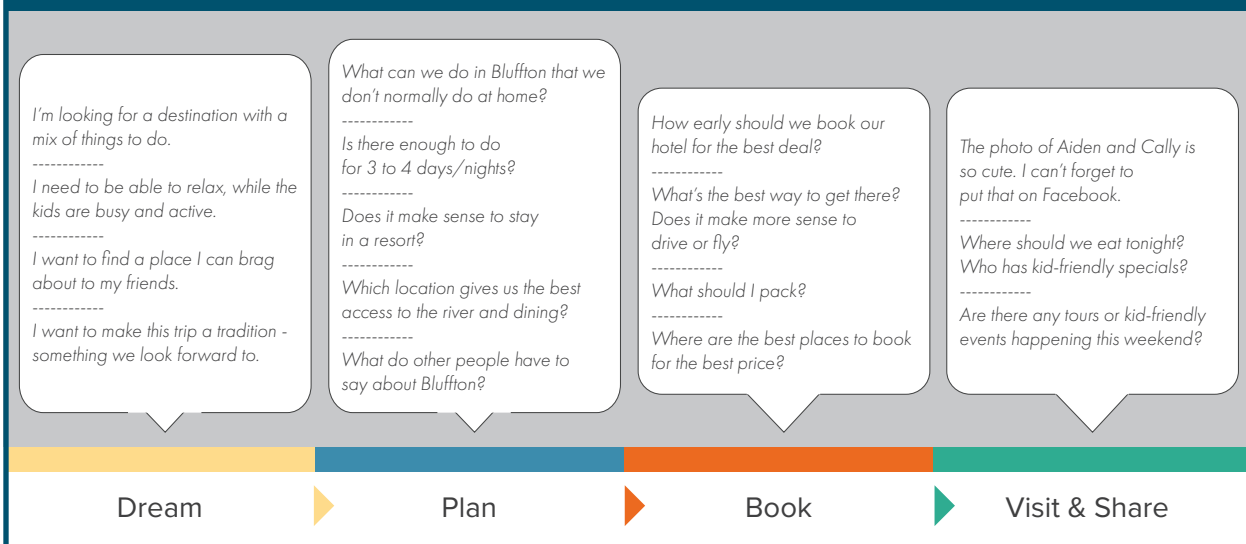 I'm looking for a destination with a
mix of things to do.
------------
I need to be able to relax, while the
kids are busy and active.
------------
I want to find a place I can brag
about to my friends.
------------
I want to make this trip a tradition -
something we look forward to.
What can we do in Bluffton that we
don't normally do at home?
------------
Is there enough to do
for 3 to 4 days/nights?
------------
Does it make sense to stay
in a resort?
------------
Which location gives us the best
access to the river and dining?
------------
What do other people have to
say about Bluffton?
How early should we book our
hotel for the best deal?
------------
What's the best way to get there?
Does it make more sense to
drive or fly?
------------
What should I pack?
------------
Where are the best places to book
for the best price?
The photo of Aiden and Cally is
so cute. I can't forget to
put that on Facebook.
------------
Where should we eat tonight?
Who has kid-friendly specials?
------------
Are there any tours or kid-friendly
events happening this weekend?
Dream
Plan
Book
Visit & Share